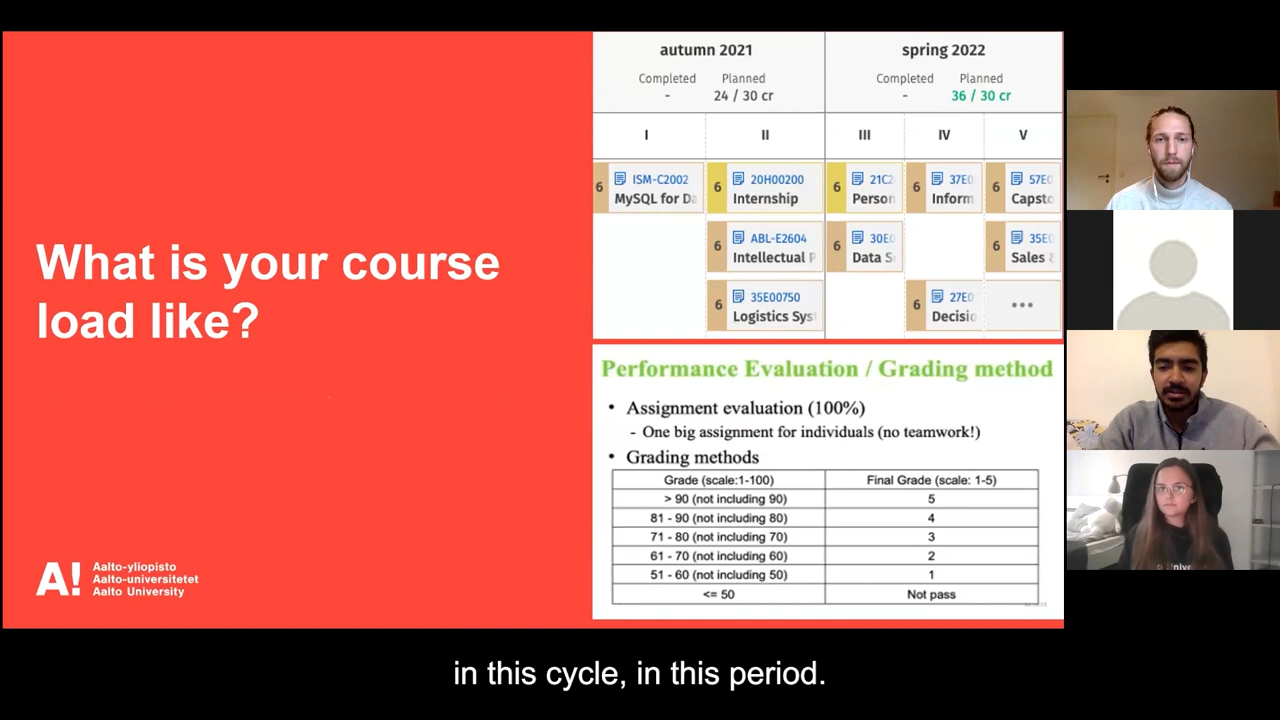 What is your course
load like?
A! Aalto-yliopisto
Aalto-universitetet
Aalto University
autumn 2021
Completed Planned
- 24 / 30 cr
spring 2022
Completed Planned
- 36 / 30 cr
I II III IV V
6 ISM-C2002
MySQL for Da
6 20H00200
Internship
6 21C2
Person
6 37E0
Inform
6 57E0
Capsto
6 ABL-E2604
Intellectual P
6 30E0
Data S
6 35E0
Sales &
6 35E00750
Logistics Sys
6 27E0
Decisio
•••
Performance Evaluation / Grading method
• Assignment evaluation (100%)
- One big assignment for individuals (no teamwork!)
• Grading methods
Grade (scale:1-100) Final Grade (scale: 1-5)
> 90 (not including 90) 5
81 - 90 (not including 80) 4
71 - 80 (not including 70) 3
61 - 70 (not including 60) 2
51 - 60 (not including 50) 1
<= 50 Not pass
in this cycle, in this period.